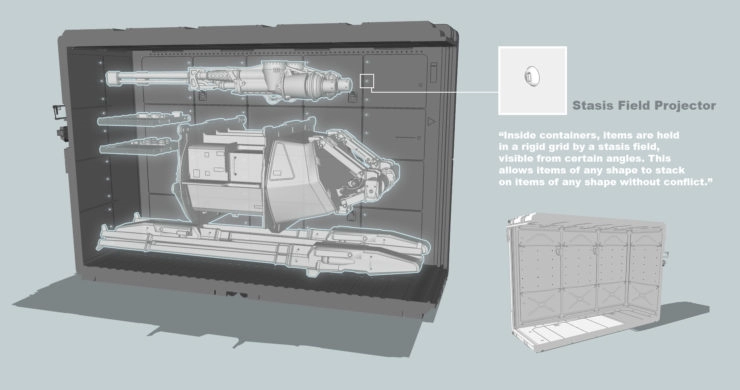 Stasis Field Projector
“Inside containers, items are held
in a rigid grid by a stasis field,
visible from certain angles. This
allows items of any shape to stack
on items of any shape without conflict.”